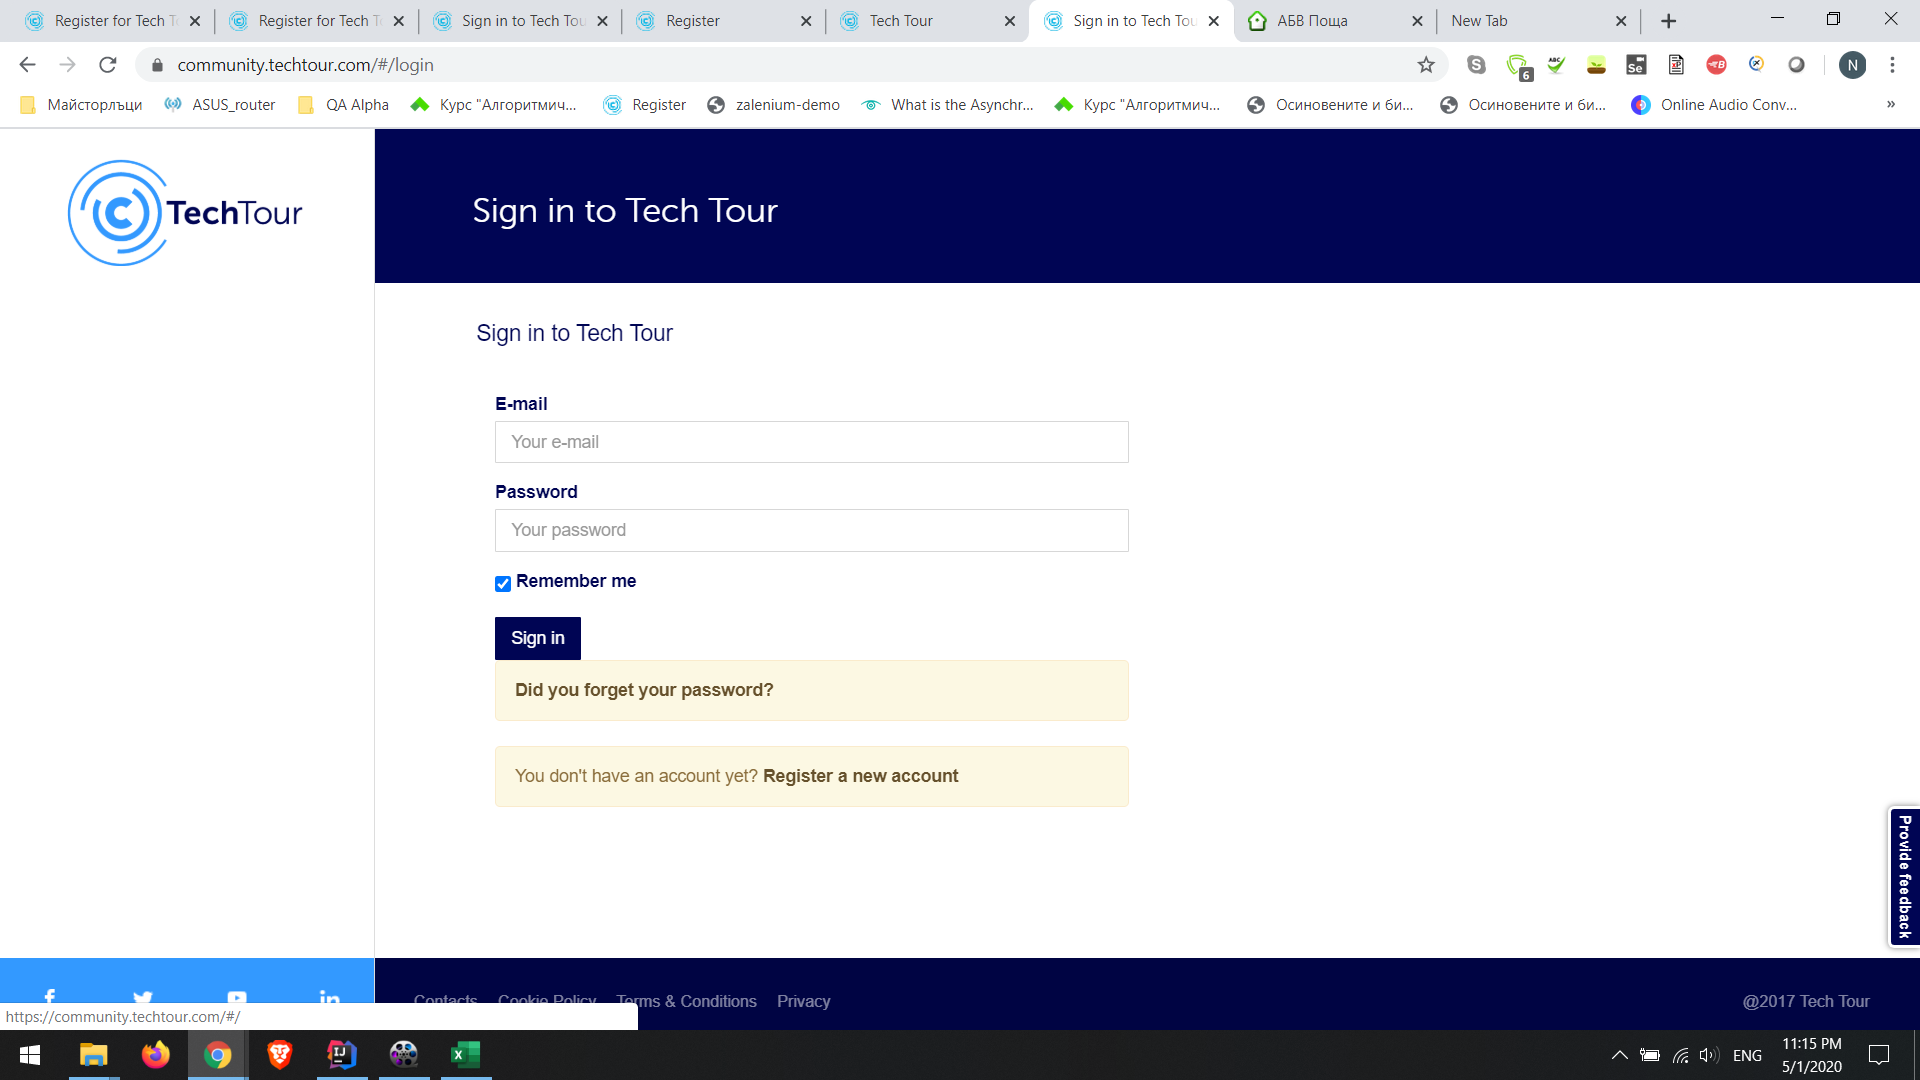 Register for Tech T
Register for Tech T
Sign in to Tech Tou
Register
Tech Tour
Sign in to Tech Tou
АБВ Поща
New Tab
community.techtour.com/#/login
6
N
Майсторлъци
ASUS_router
QA Alpha
Курс "Алгоритмич...
Register
zalenium-demo
What is the Asynchr...
Курс "Алгоритмич...
Осиновените и би...
Осиновените и би...
Online Audio Conv...
»
TechTour
Sign in to Tech Tour
Sign in to Tech Tour
E-mail
Your e-mail
Password
Your password
Remember me
Sign in
Did you forget your password?
You don't have an account yet? Register a new account
Provide feedback
Contacts Cookie Policy Terms & Conditions Privacy
@2017 Tech Tour
https://community.techtour.com/#/
ENG
11:15 PM
5/1/2020